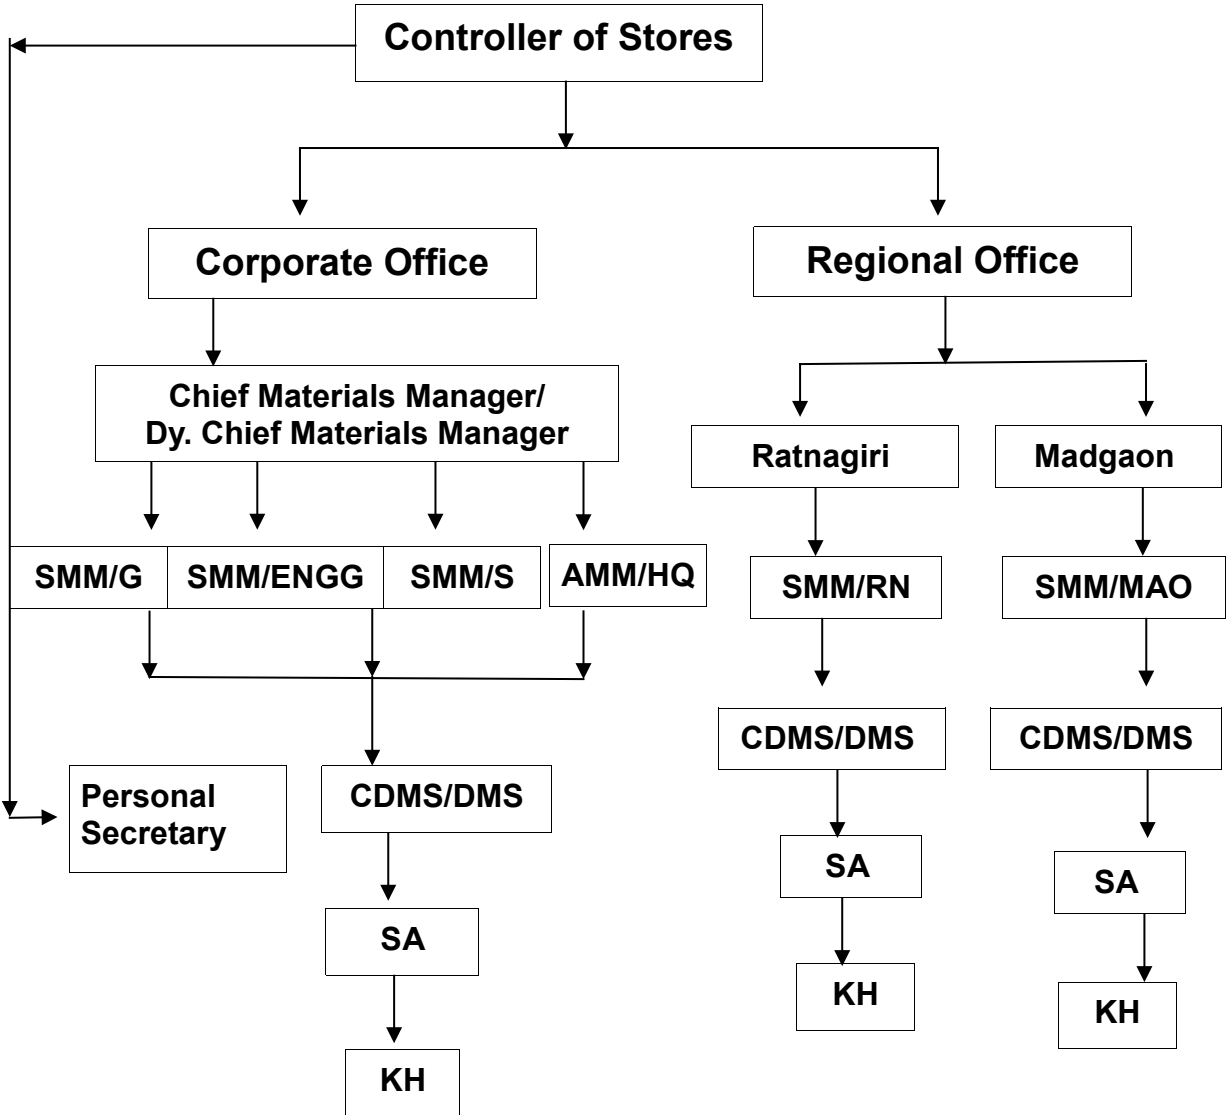 Controller of Stores
Corporate Office
Regional Office
Chief Materials Manager/
Dy. Chief Materials Manager
Ratnagiri
Madgaon
SMM/G
SMM/ENGG
SMM/S
AMM/HQ
SMM/RN
SMM/MAO
CDMS/DMS
CDMS/DMS
Personal
Secretary
CDMS/DMS
SA
SA
SA
KH
KH
KH